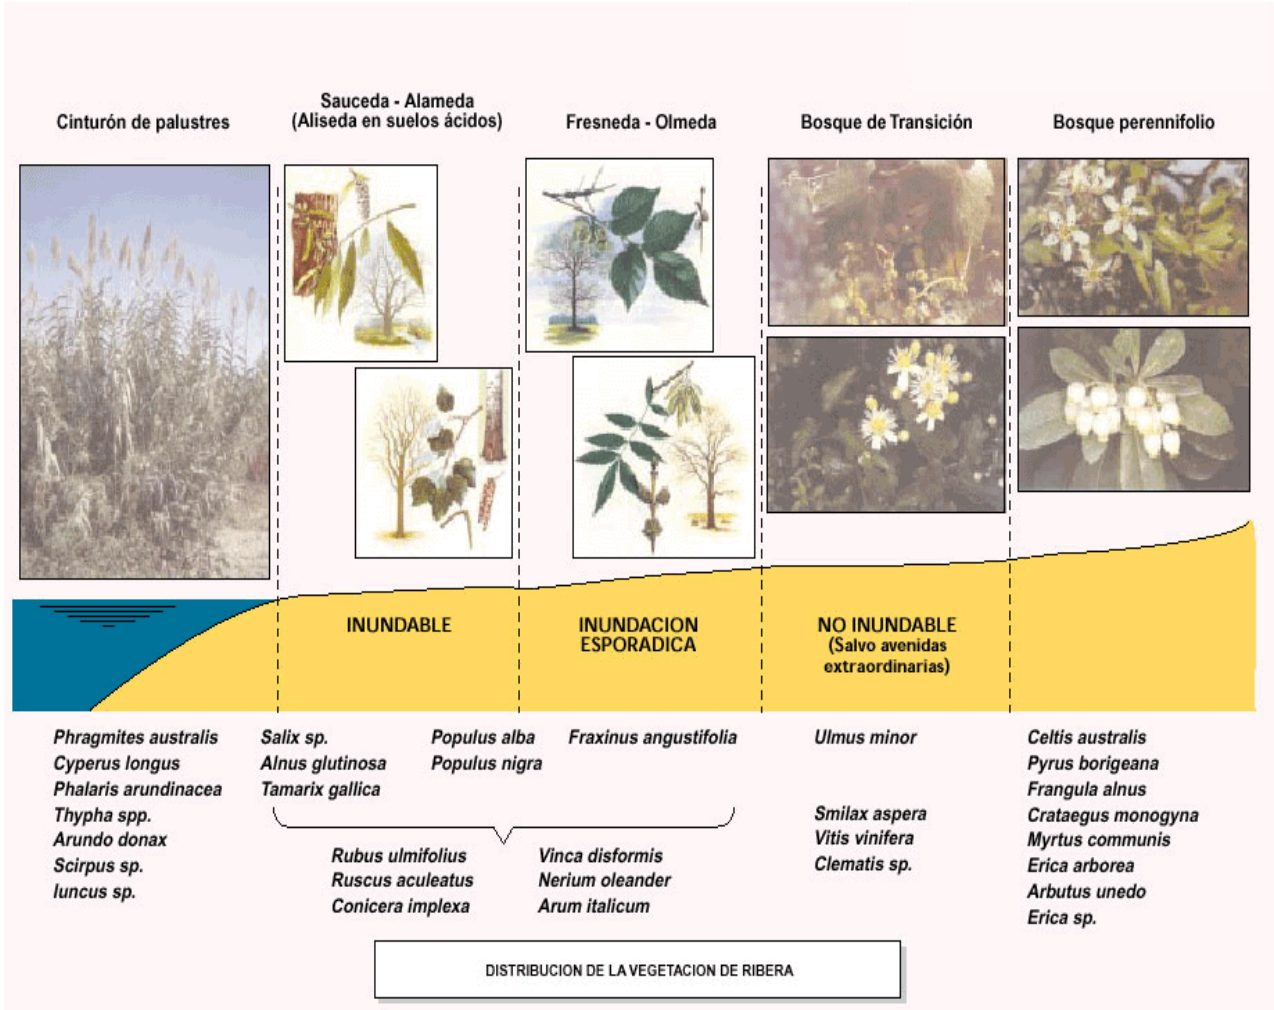 Cinturón de palustres
Sauceda - Alameda
(Aliseda en suelos ácidos)
Fresneda - Olmeda
Bosque de Transición
Bosque perennifolio
INUNDABLE
INUNDACION
ESPORADICA
NO INUNDABLE
(Salvo avenidas
extraordinarias)
Phragmites australis
Cyperus longus
Phalaris arundinacea
Thypha spp.
Arundo donax
Scirpus sp.
Iuncus sp.
Salix sp.
Alnus glutinosa
Tamarix gallica
Populus alba
Populus nigra
Fraxinus angustifolia
Rubus ulmifolius
Ruscus aculeatus
Conicera implexa
Vinca disformis
Nerium oleander
Arum italicum
Ulmus minor
Smilax aspera
Vitis vinifera
Clematis sp.
Celtis australis
Pyrus borigeana
Frangula alnus
Crataegus monogyna
Myrtus communis
Erica arborea
Arbutus unedo
Erica sp.
DISTRIBUCION DE LA VEGETACION DE RIBERA